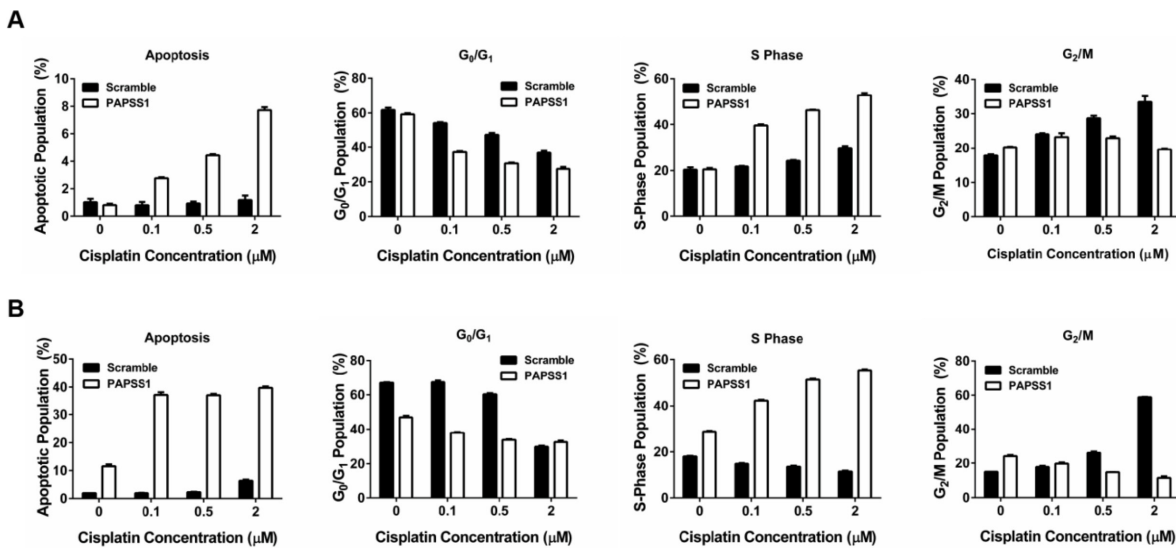 A
Apoptosis
Apoptotic Population (%)
10
8
6
4
2
0
Scramble
PAPSS1
0 0.1 0.5 2
Cisplatin Concentration (μM)
G0/G1
G0/G1 Population (%)
80
60
40
20
0
Scramble
PAPSS1
0 0.1 0.5 2
Cisplatin Concentration (μM)
S Phase
S-Phase Population (%)
60
40
20
0
Scramble
PAPSS1
0 0.1 0.5 2
Cisplatin Concentration (μM)
G2/M
G2/M Population (%)
40
30
20
10
0
Scramble
PAPSS1
0 0.1 0.5 2
Cisplatin Concentration (μM)
B
Apoptosis
Apoptotic Population (%)
50
40
30
20
10
0
Scramble
PAPSS1
0 0.1 0.5 2
Cisplatin Concentration (μM)
G0/G1
G0/G1 Population (%)
80
60
40
20
0
Scramble
PAPSS1
0 0.1 0.5 2
Cisplatin Concentration (μM)
S Phase
S-Phase Population (%)
60
40
20
0
Scramble
PAPSS1
0 0.1 0.5 2
Cisplatin Concentration (μM)
G2/M
G2/M Population (%)
80
60
40
20
0
Scramble
PAPSS1
0 0.1 0.5 2
Cisplatin Concentration (μM)